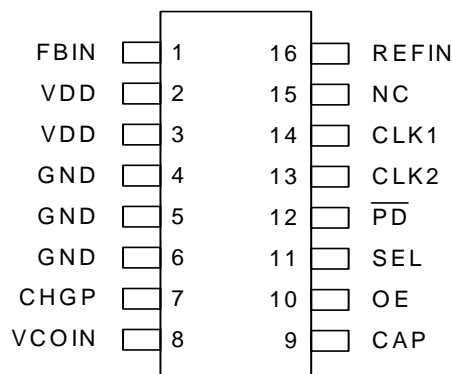 FBIN 1 16 REFIN
VDD 2 15 NC
VDD 3 14 CLK1
GND 4 13 CLK2
GND 5 12 P̅D̅
GND 6 11 SEL
CHGP 7 10 OE
VCOIN 8 9 CAP